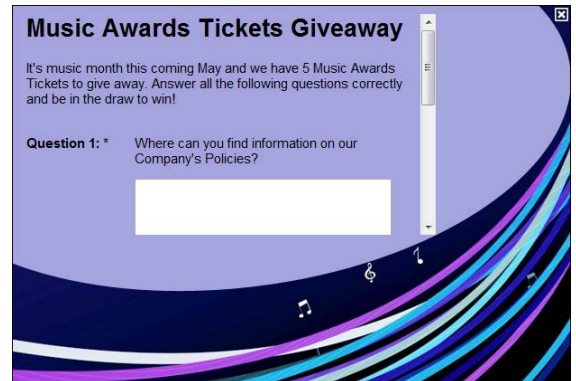 Music Awards Tickets Giveaway
It's music month this coming May and we have 5 Music Awards
Tickets to give away. Answer all the following questions correctly
and be in the draw to win!
Question 1: * Where can you find information on our
Company's Policies?